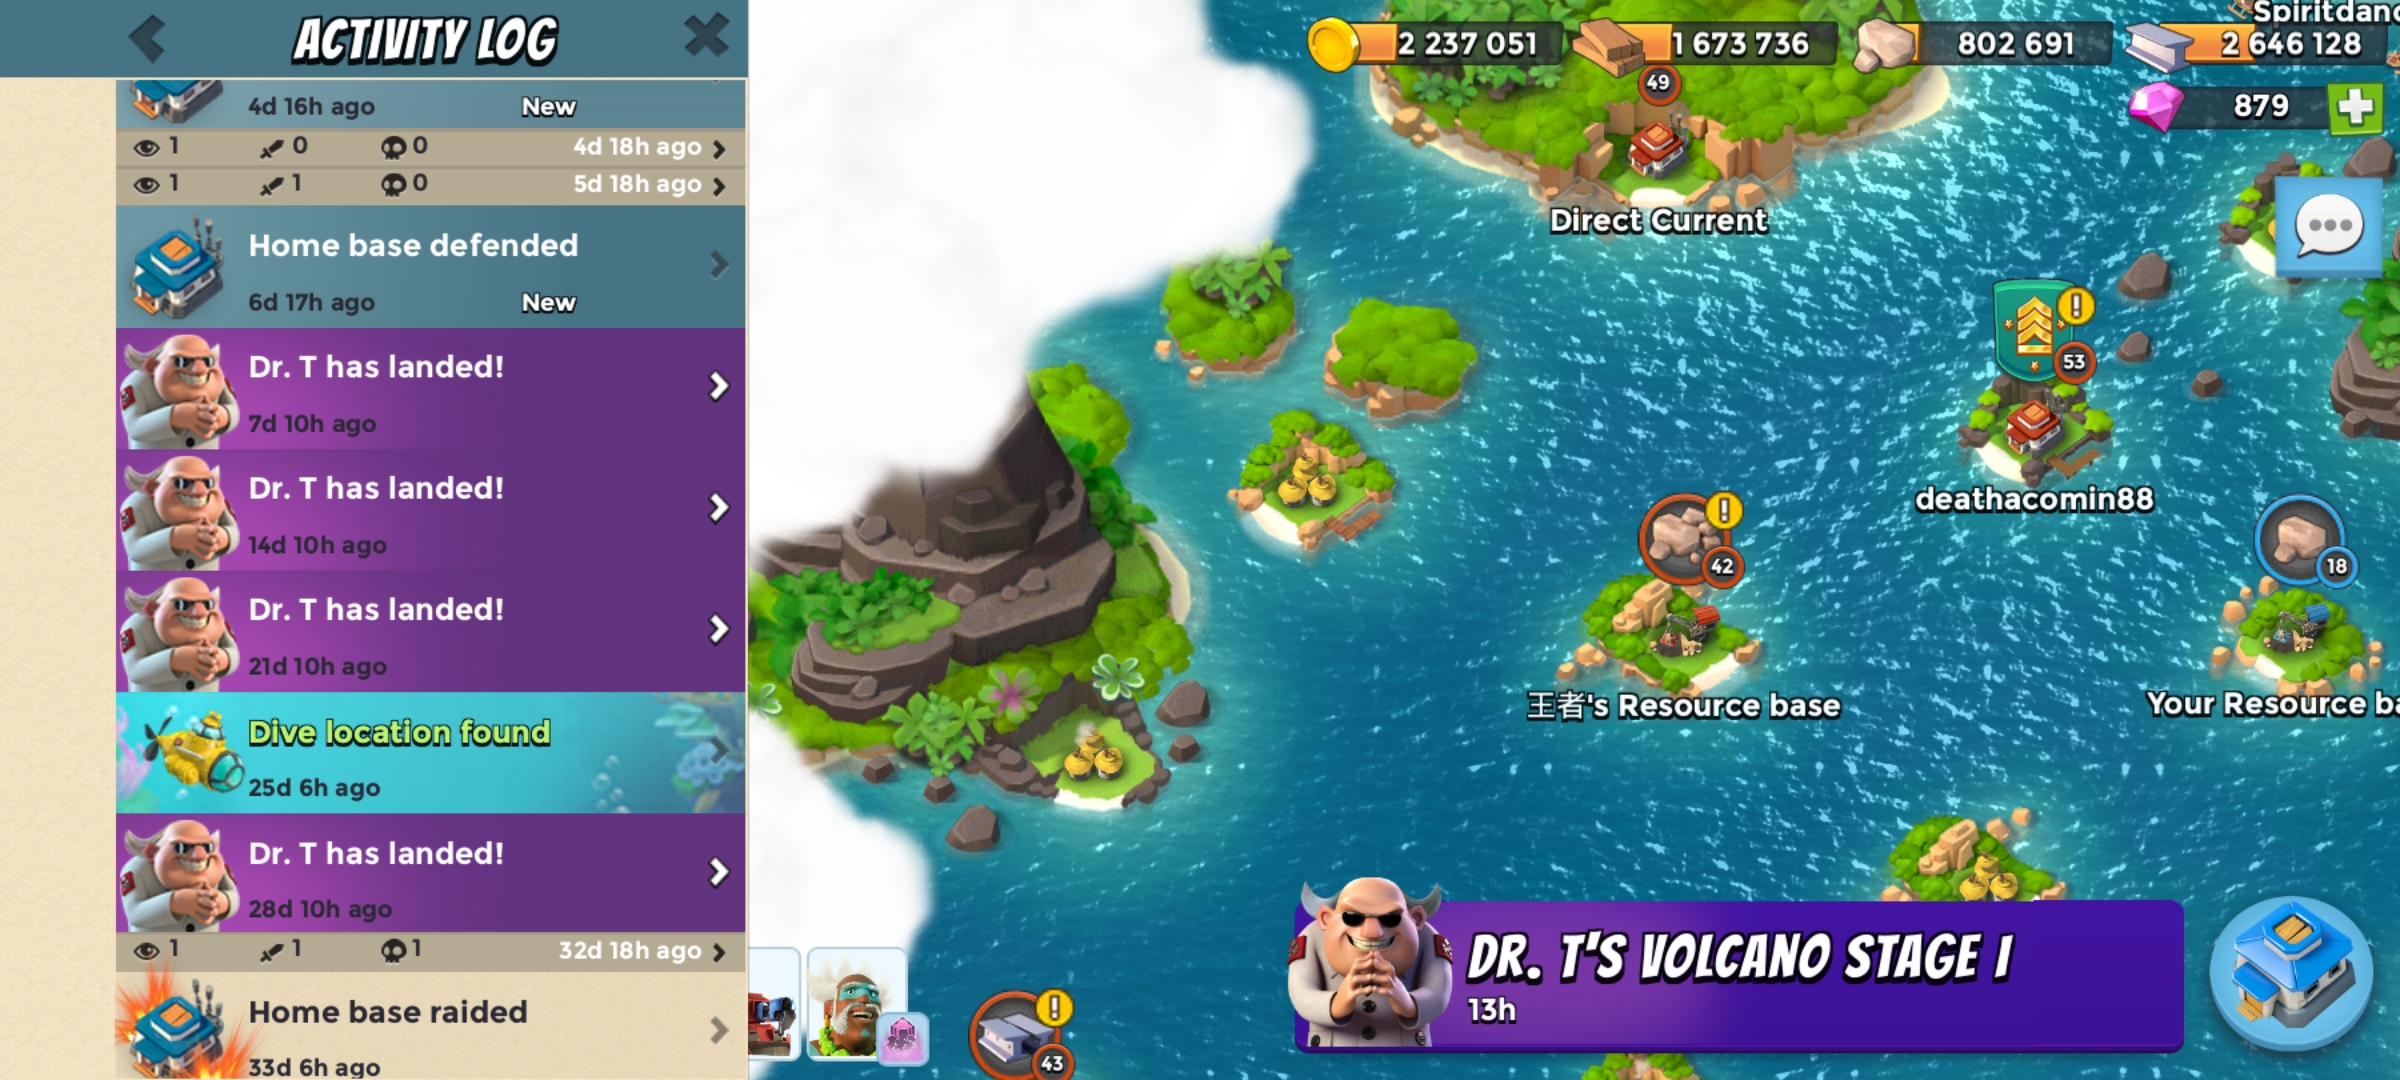 ACTIVITY LOG
4d 16h ago New
1 0 0 4d 18h ago
1 1 0 5d 18h ago
Home base defended
6d 17h ago New
Dr. T has landed!
7d 10h ago
Dr. T has landed!
14d 10h ago
Dr. T has landed!
21d 10h ago
Dive location found
25d 6h ago
Dr. T has landed!
28d 10h ago
1 1 1 32d 18h ago
Home base raided
33d 6h ago
Spiritdanc
2 237 051 1 673 736 802 691 2 646 128
879
49
Direct Current
53
deathacomin88
42
王者's Resource base
18
Your Resource ba
DR. T'S VOLCANO STAGE I
13h
43